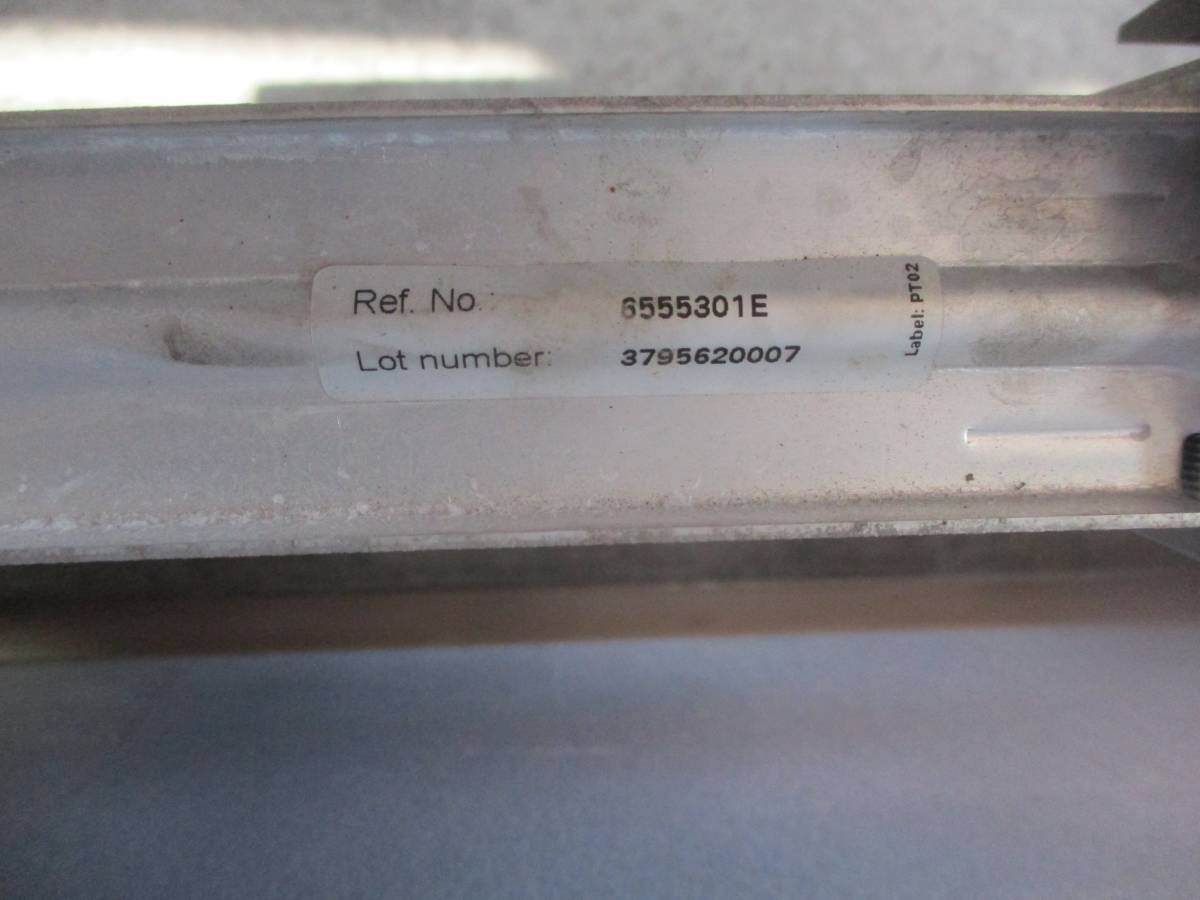 Ref. No.: 6555301E
Lot number: 3795620007
Label: PT02